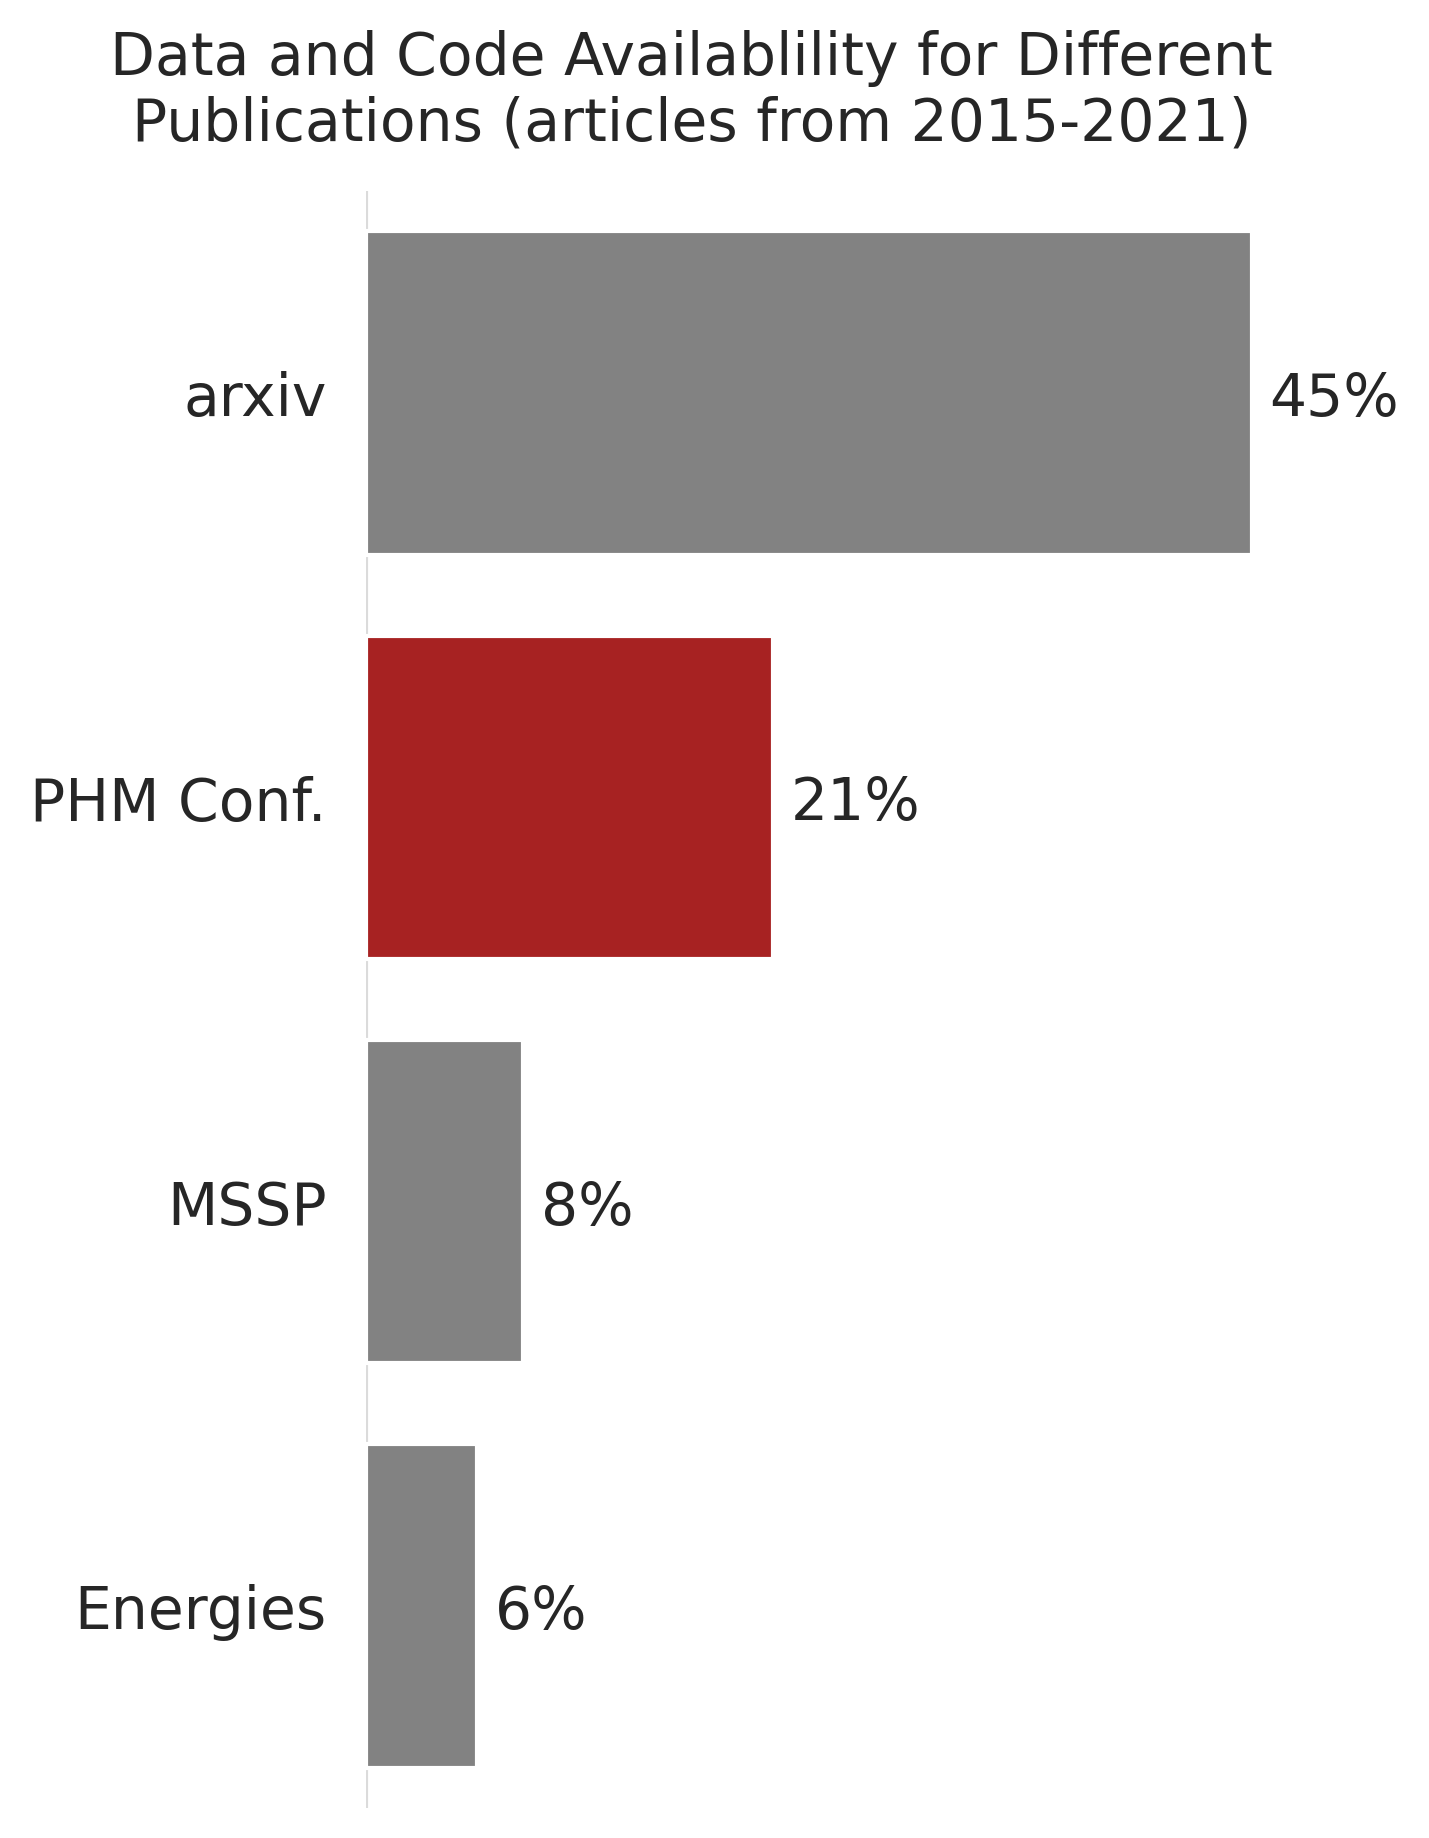 Data and Code Availablility for Different
Publications (articles from 2015-2021)
arxiv
45%
PHM Conf.
21%
MSSP
8%
Energies
6%